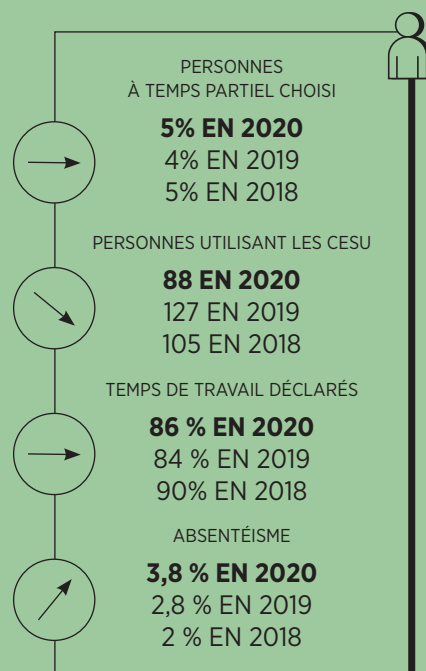 PERSONNES
À TEMPS PARTIEL CHOISI
5% EN 2020
4% EN 2019
5% EN 2018
PERSONNES UTILISANT LES CESU
88 EN 2020
127 EN 2019
105 EN 2018
TEMPS DE TRAVAIL DÉCLARÉS
86 % EN 2020
84 % EN 2019
90% EN 2018
ABSENTÉISME
3,8 % EN 2020
2,8 % EN 2019
2 % EN 2018